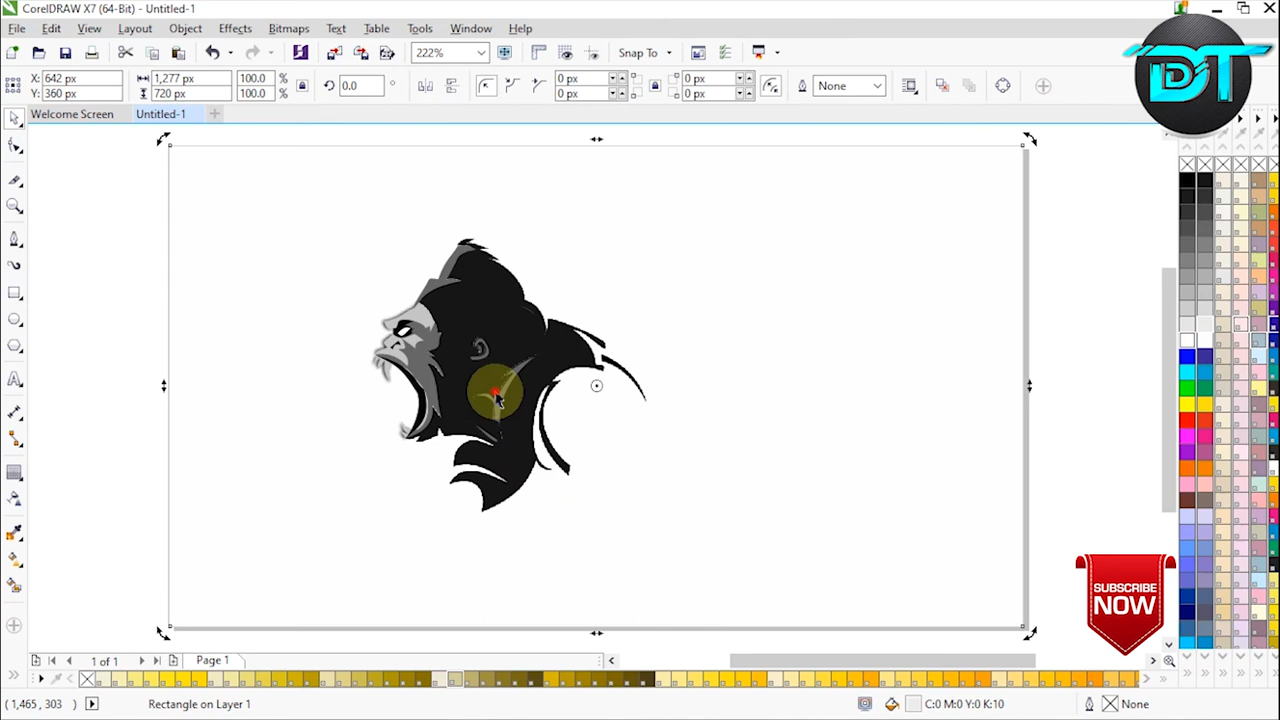 CorelDRAW X7 (64-Bit) - Untitled-1
File Edit View Layout Object Effects Bitmaps Text Table Tools Window Help
222% Snap To
X: 642 px 1,277 px 100.0 % 0.0 ° 0 px 0 px None
Y: 360 px 720 px 100.0 % 0 px 0 px
DT
Welcome Screen Untitled-1
SUBSCRIBE
NOW
1 of 1 Page 1
(1,465, 303) Rectangle on Layer 1 C:0 M:0 Y:0 K:10 None